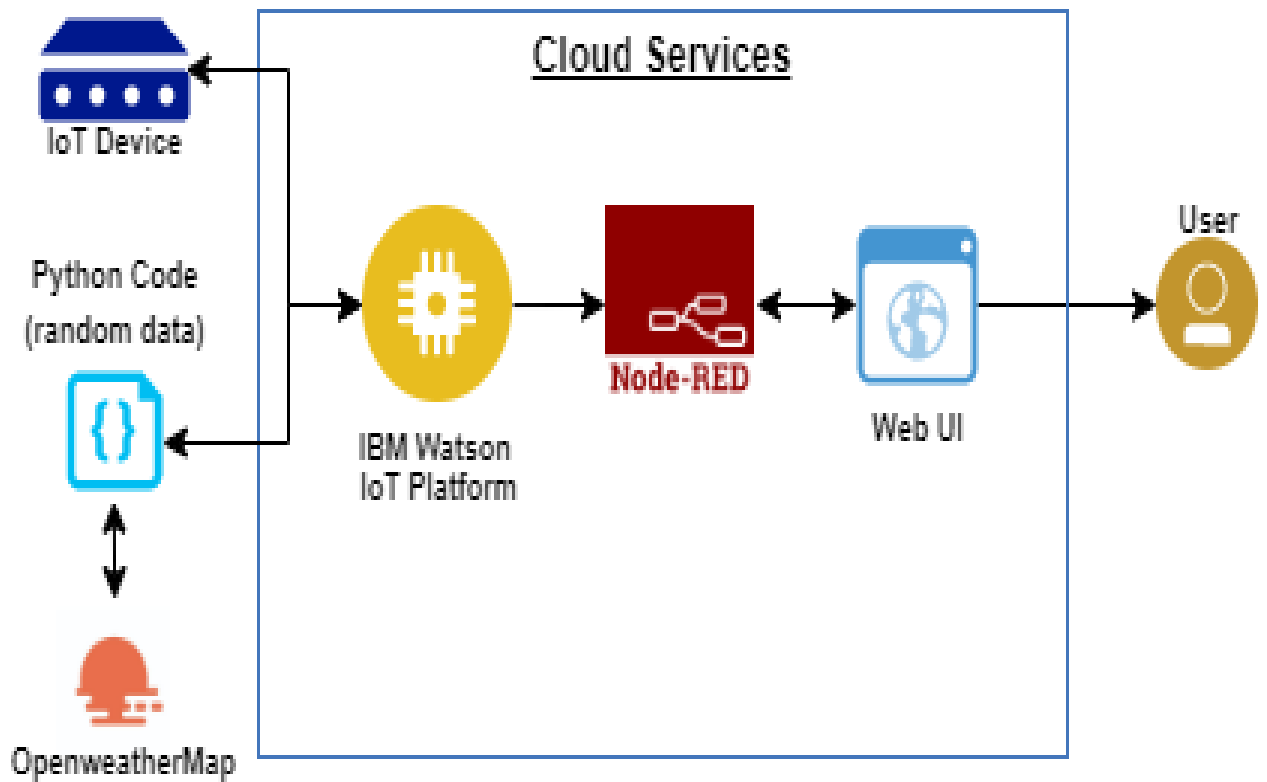 Cloud Services
IoT Device
Python Code
(random data)
User
Node-RED
Web UI
IBM Watson
IoT Platform
OpenweatherMap